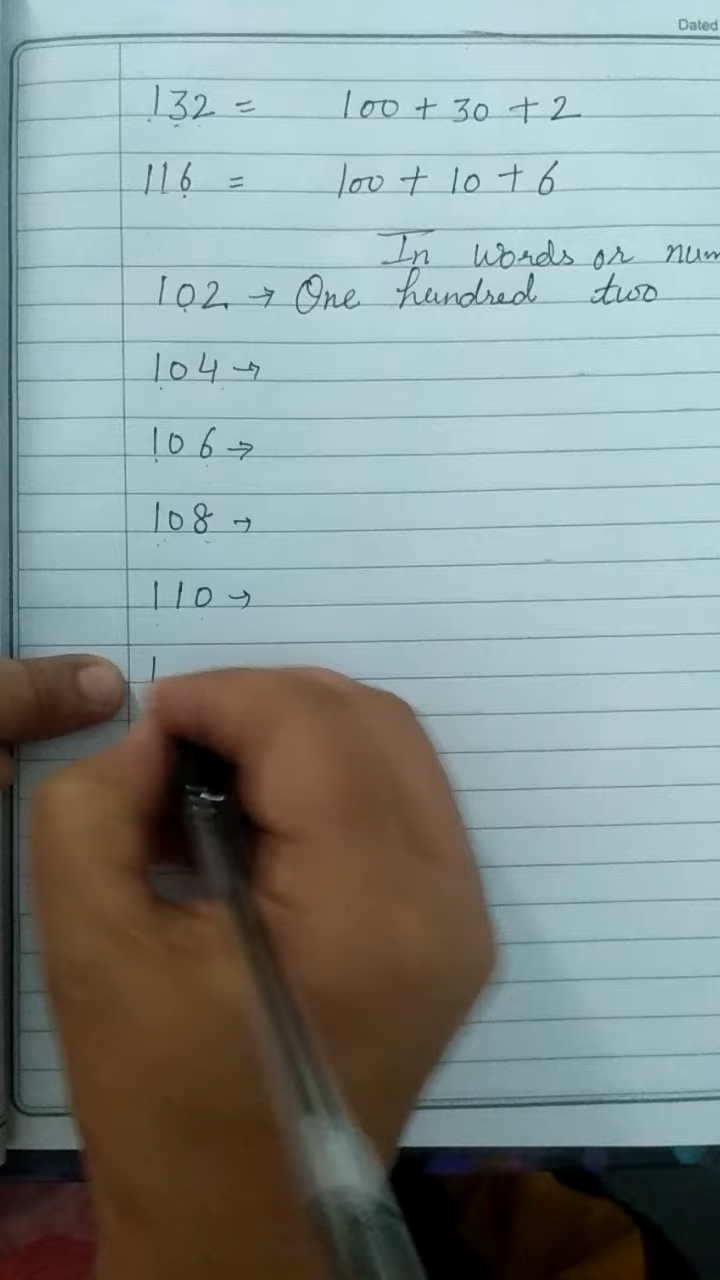 Dated
132 = 100 + 30 + 2
116 = 100 + 10 + 6
In words or num
102 → One hundred two
104 →
106 →
108 →
110 →
1